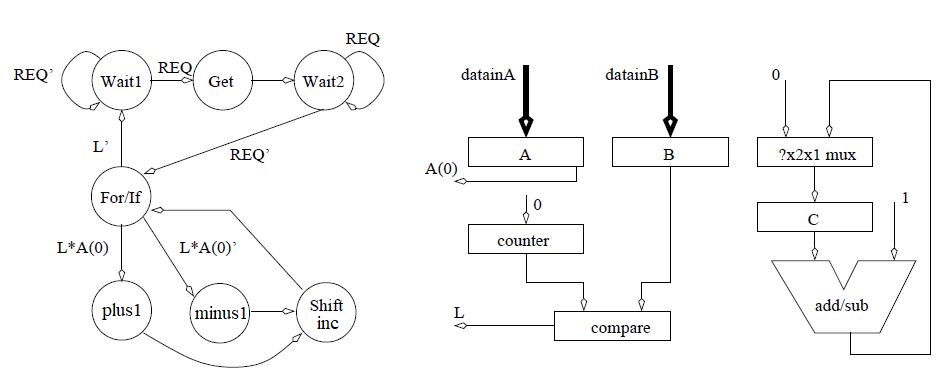 REQ
REQ'
Wait1
REQ
Get
Wait2
L'
REQ'
For/If
L*A(0)
L*A(0)'
plus1
minus1
Shift
inc
datainA
datainB
A
B
A(0)
0
counter
L
compare
0
?x2x1 mux
C
1
add/sub